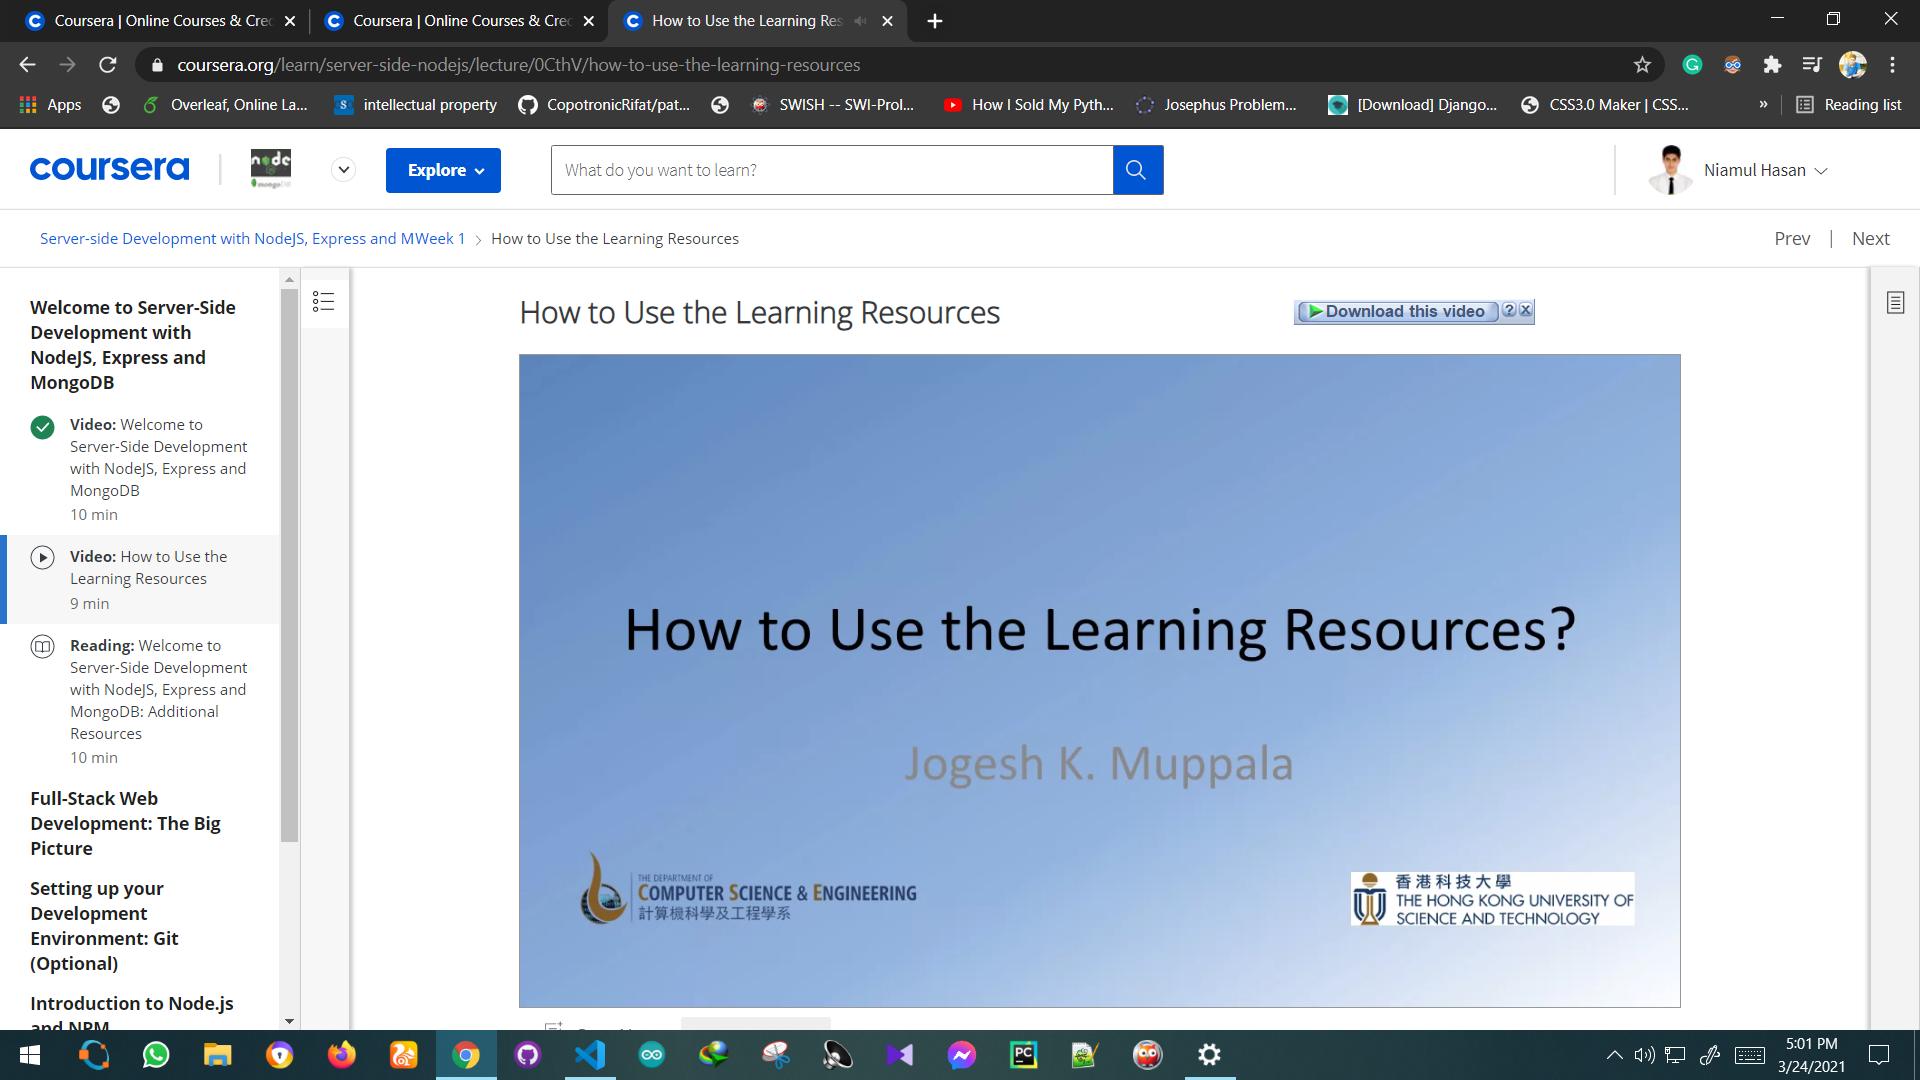 Coursera | Online Courses & Cre
Coursera | Online Courses & Cre
How to Use the Learning Res
coursera.org/learn/server-side-nodejs/lecture/0CthV/how-to-use-the-learning-resources
Apps
Overleaf, Online La...
intellectual property
CopotronicRifat/pat...
SWISH -- SWI-Prol...
How I Sold My Pyth...
Josephus Problem...
[Download] Django...
CSS3.0 Maker | CSS...
»
Reading list
coursera
node
mongoDB
Explore
What do you want to learn?
Niamul Hasan
Server-side Development with NodeJS, Express and MWeek 1 > How to Use the Learning Resources
Prev | Next
Welcome to Server-Side
Development with
NodeJS, Express and
MongoDB
Video: Welcome to
Server-Side Development
with NodeJS, Express and
MongoDB
10 min
Video: How to Use the
Learning Resources
9 min
Reading: Welcome to
Server-Side Development
with NodeJS, Express and
MongoDB: Additional
Resources
10 min
Full-Stack Web
Development: The Big
Picture
Setting up your
Development
Environment: Git
(Optional)
Introduction to Node.js
and NPM
How to Use the Learning Resources
Download this video
How to Use the Learning Resources?
Jogesh K. Muppala
THE DEPARTMENT OF
COMPUTER SCIENCE & ENGINEERING
計算機科學及工程學系
香港科技大學
THE HONG KONG UNIVERSITY OF
SCIENCE AND TECHNOLOGY
PC
5:01 PM
3/24/2021